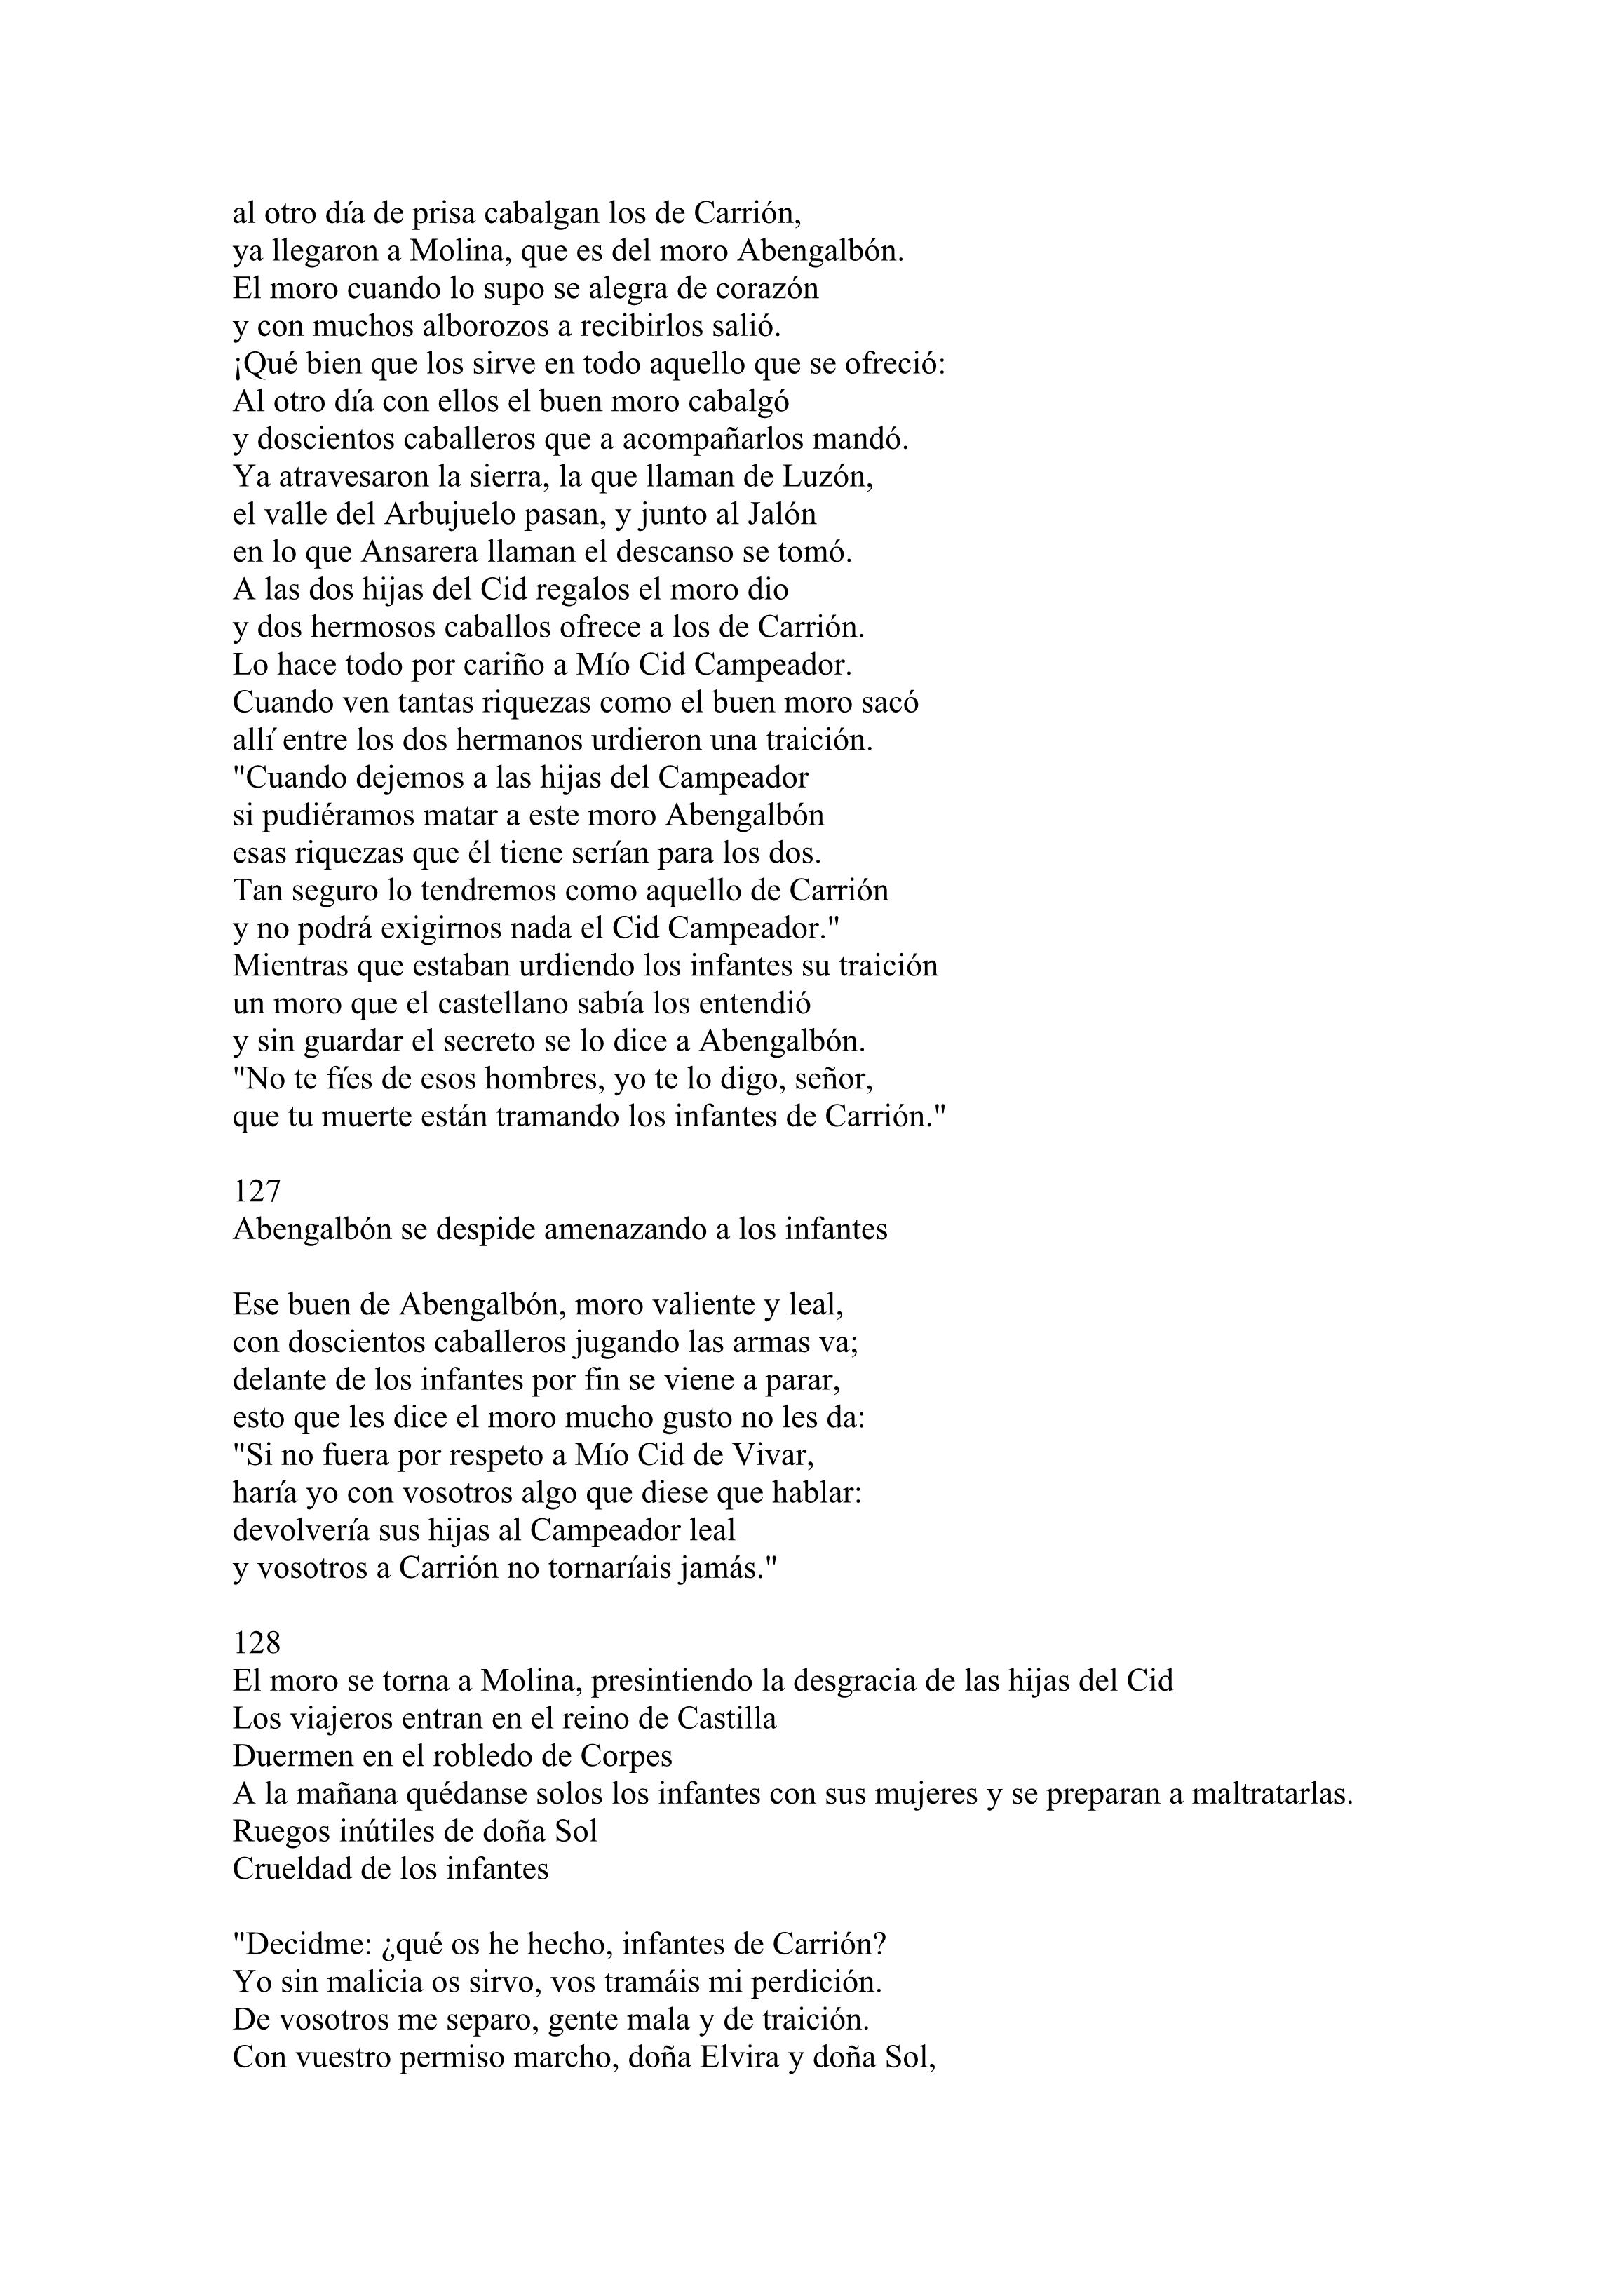 al otro día de prisa cabalgan los de Carrión,
ya llegaron a Molina, que es del moro Abengalbón.
El moro cuando lo supo se alegra de corazón
y con muchos alborozos a recibirlos salió.
¡Qué bien que los sirve en todo aquello que se ofreció:
Al otro día con ellos el buen moro cabalgó
y doscientos caballeros que a acompañarlos mandó.
Ya atravesaron la sierra, la que llaman de Luzón,
el valle del Arbujuelo pasan, y junto al Jalón
en lo que Ansarera llaman el descanso se tomó.
A las dos hijas del Cid regalos el moro dio
y dos hermosos caballos ofrece a los de Carrión.
Lo hace todo por cariño a Mío Cid Campeador.
Cuando ven tantas riquezas como el buen moro sacó
allí entre los dos hermanos urdieron una traición.
"Cuando dejemos a las hijas del Campeador
si pudiéramos matar a este moro Abengalbón
esas riquezas que él tiene serían para los dos.
Tan seguro lo tendremos como aquello de Carrión
y no podrá exigirnos nada el Cid Campeador."
Mientras que estaban urdiendo los infantes su traición
un moro que el castellano sabía los entendió
y sin guardar el secreto se lo dice a Abengalbón.
"No te fíes de esos hombres, yo te lo digo, señor,
que tu muerte están tramando los infantes de Carrión."

127
Abengalbón se despide amenazando a los infantes

Ese buen de Abengalbón, moro valiente y leal,
con doscientos caballeros jugando las armas va;
delante de los infantes por fin se viene a parar,
esto que les dice el moro mucho gusto no les da:
"Si no fuera por respeto a Mío Cid de Vivar,
haría yo con vosotros algo que diese que hablar:
devolvería sus hijas al Campeador leal
y vosotros a Carrión no tornaríais jamás."

128
El moro se torna a Molina, presintiendo la desgracia de las hijas del Cid
Los viajeros entran en el reino de Castilla
Duermen en el robledo de Corpes
A la mañana quédanse solos los infantes con sus mujeres y se preparan a maltratarlas.
Ruegos inútiles de doña Sol
Crueldad de los infantes

"Decidme: ¿qué os he hecho, infantes de Carrión?
Yo sin malicia os sirvo, vos tramáis mi perdición.
De vosotros me separo, gente mala y de traición.
Con vuestro permiso marcho, doña Elvira y doña Sol,